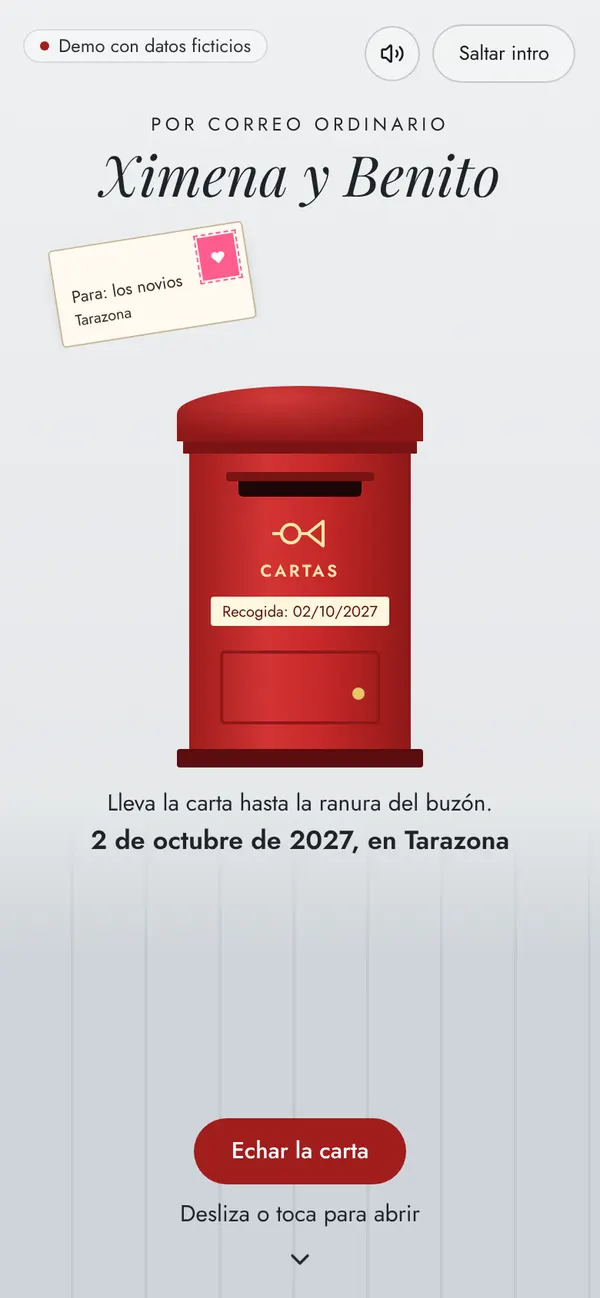 Demo con datos ficticios
Saltar intro
POR CORREO ORDINARIO
Ximena y Benito
Para: los novios
Tarazona
CARTAS
Recogida: 02/10/2027
Lleva la carta hasta la ranura del buzón.
2 de octubre de 2027, en Tarazona
Echar la carta
Desliza o toca para abrir